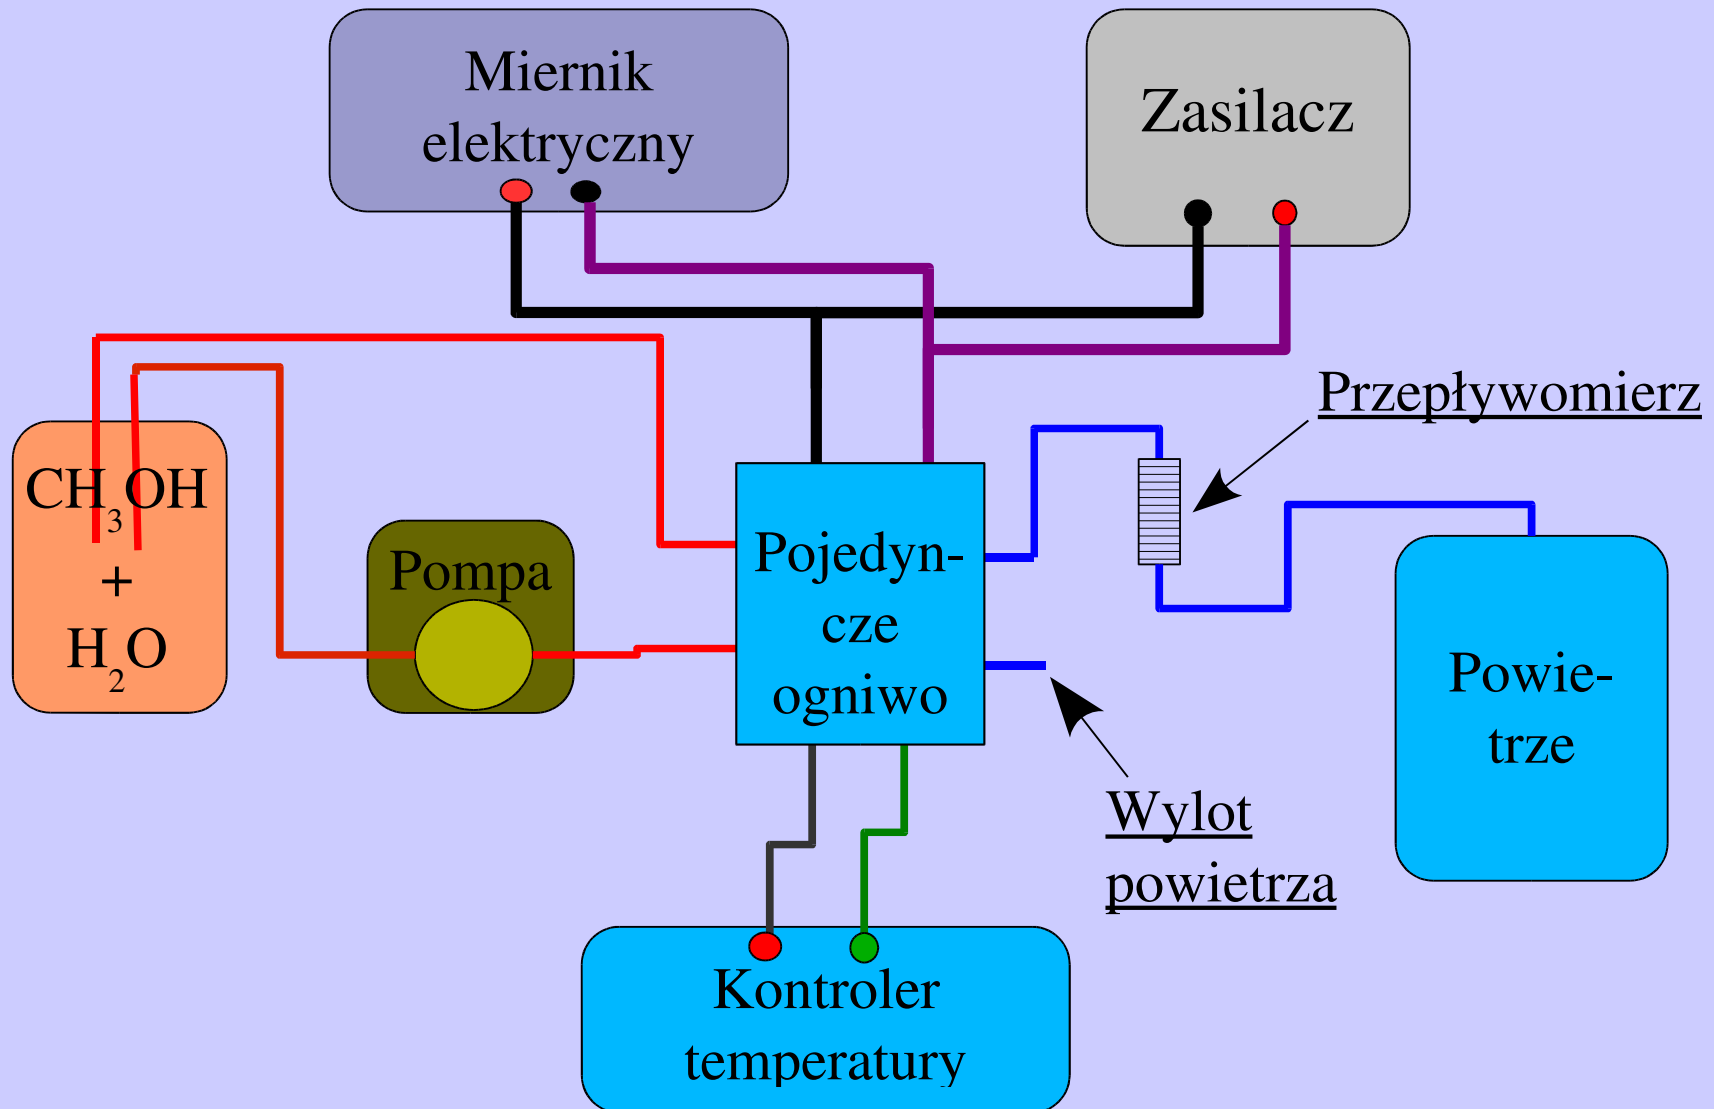 Miernik
elektryczny
Zasilacz
Przepływomierz
CH₃OH
+
H₂O
Pompa
Pojedyn-
cze
ogniwo
Powie-
trze
Wylot
powietrza
Kontroler
temperatury